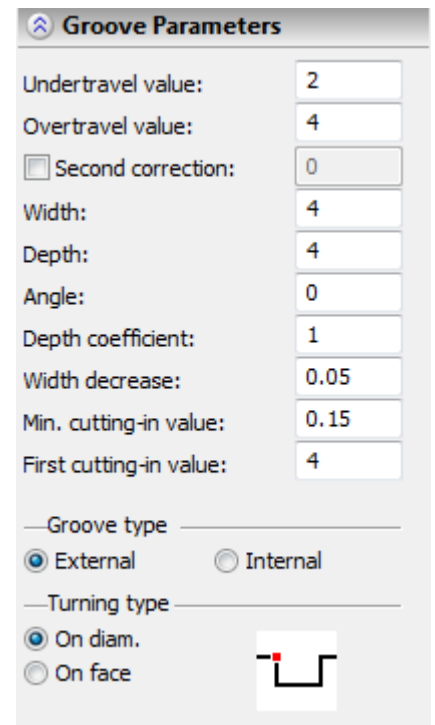 Groove Parameters
Undertravel value: 2
Overtravel value: 4
Second correction: 0
Width: 4
Depth: 4
Angle: 0
Depth coefficient: 1
Width decrease: 0.05
Min. cutting-in value: 0.15
First cutting-in value: 4
Groove type
External Internal
Turning type
On diam.
On face